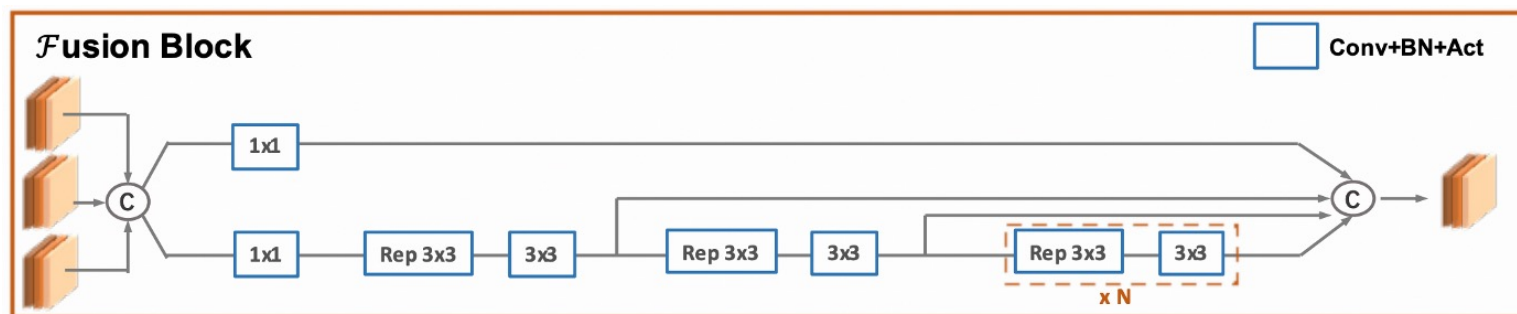 ℱusion Block
Conv+BN+Act
1x1
C
C
1x1
Rep 3x3
3x3
Rep 3x3
3x3
Rep 3x3
3x3
x N